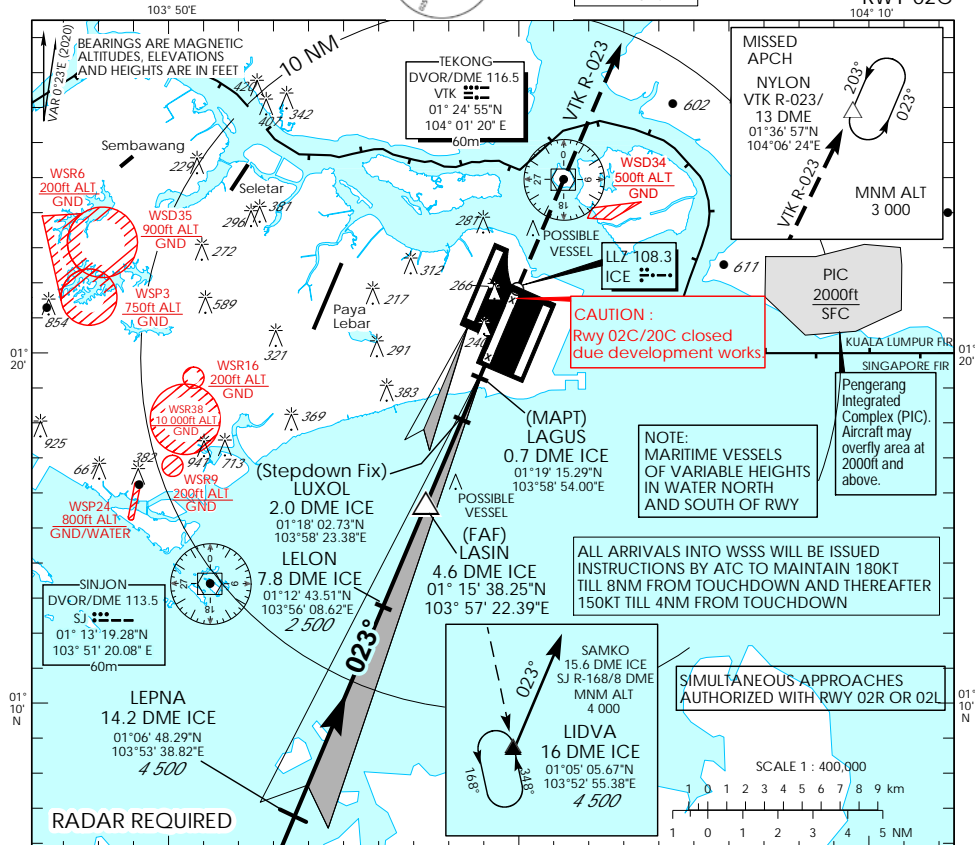 103° 50'E
104° 10'
RWY 02C
VAR 0°23'E (2020)
BEARINGS ARE MAGNETIC
ALTITUDES, ELEVATIONS
AND HEIGHTS ARE IN FEET
10 NM
TEKONG
DVOR/DME 116.5
VTK
01° 24' 55"N
104° 01' 20" E
60m
VTK R-023
602
MISSED
APCH
NYLON
VTK R-023/
13 DME
01°36' 57"N
104°06' 24"E
203°
023°
VTK R-023
MNM ALT
3 000
420
407
342
Sembawang
229
Seletar
WSR6
200ft ALT
GND
WSD35
900ft ALT
GND
WSP3
750ft ALT
GND
854
296
381
272
589
287
312
217
266
240
291
321
383
369
Paya
Lebar
0
9
18
27
WSD34
500ft ALT
GND
POSSIBLE
VESSEL
LLZ 108.3
ICE
611
PIC
2000ft
SFC
CAUTION :
Rwy 02C/20C closed
due development works.
KUALA LUMPUR FIR
SINGAPORE FIR
01°
20'
01°
20'
Pengerang
Integrated
Complex (PIC).
Aircraft may
overfly area at
2000ft and
above.
WSR16
200ft ALT
GND
WSR38
10 000ft ALT
GND
925
661
382
941
713
WSR9
200ft ALT
GND
WSP24
800ft ALT
GND/WATER
(MAPT)
LAGUS
0.7 DME ICE
01°19' 15.29"N
103°58' 54.00"E
NOTE:
MARITIME VESSELS
OF VARIABLE HEIGHTS
IN WATER NORTH
AND SOUTH OF RWY
(Stepdown Fix)
LUXOL
2.0 DME ICE
01°18' 02.73"N
103°58' 23.38"E
POSSIBLE
VESSEL
(FAF)
LASIN
4.6 DME ICE
01° 15' 38.25"N
103° 57' 22.39"E
LELON
7.8 DME ICE
01°12' 43.51"N
103°56' 08.62"E
2 500
ALL ARRIVALS INTO WSSS WILL BE ISSUED
INSTRUCTIONS BY ATC TO MAINTAIN 180KT
TILL 8NM FROM TOUCHDOWN AND THEREAFTER
150KT TILL 4NM FROM TOUCHDOWN
SINJON
DVOR/DME 113.5
SJ
01° 13' 19.28"N
103° 51' 20.08" E
60m
0
9
18
27
023°
LEPNA
14.2 DME ICE
01°06' 48.29"N
103°53' 38.82"E
4 500
SAMKO
15.6 DME ICE
SJ R-168/8 DME
MNM ALT
4 000
LIDVA
16 DME ICE
01°05' 05.67"N
103°52' 55.38"E
4 500
023°
168°
348°
SIMULTANEOUS APPROACHES
AUTHORIZED WITH RWY 02R OR 02L
01°
10'
N
01°
10'
N
SCALE 1 : 400,000
1 0 1 2 3 4 5 6 7 8 9 km
1 0 1 2 3 4 5 NM
RADAR REQUIRED